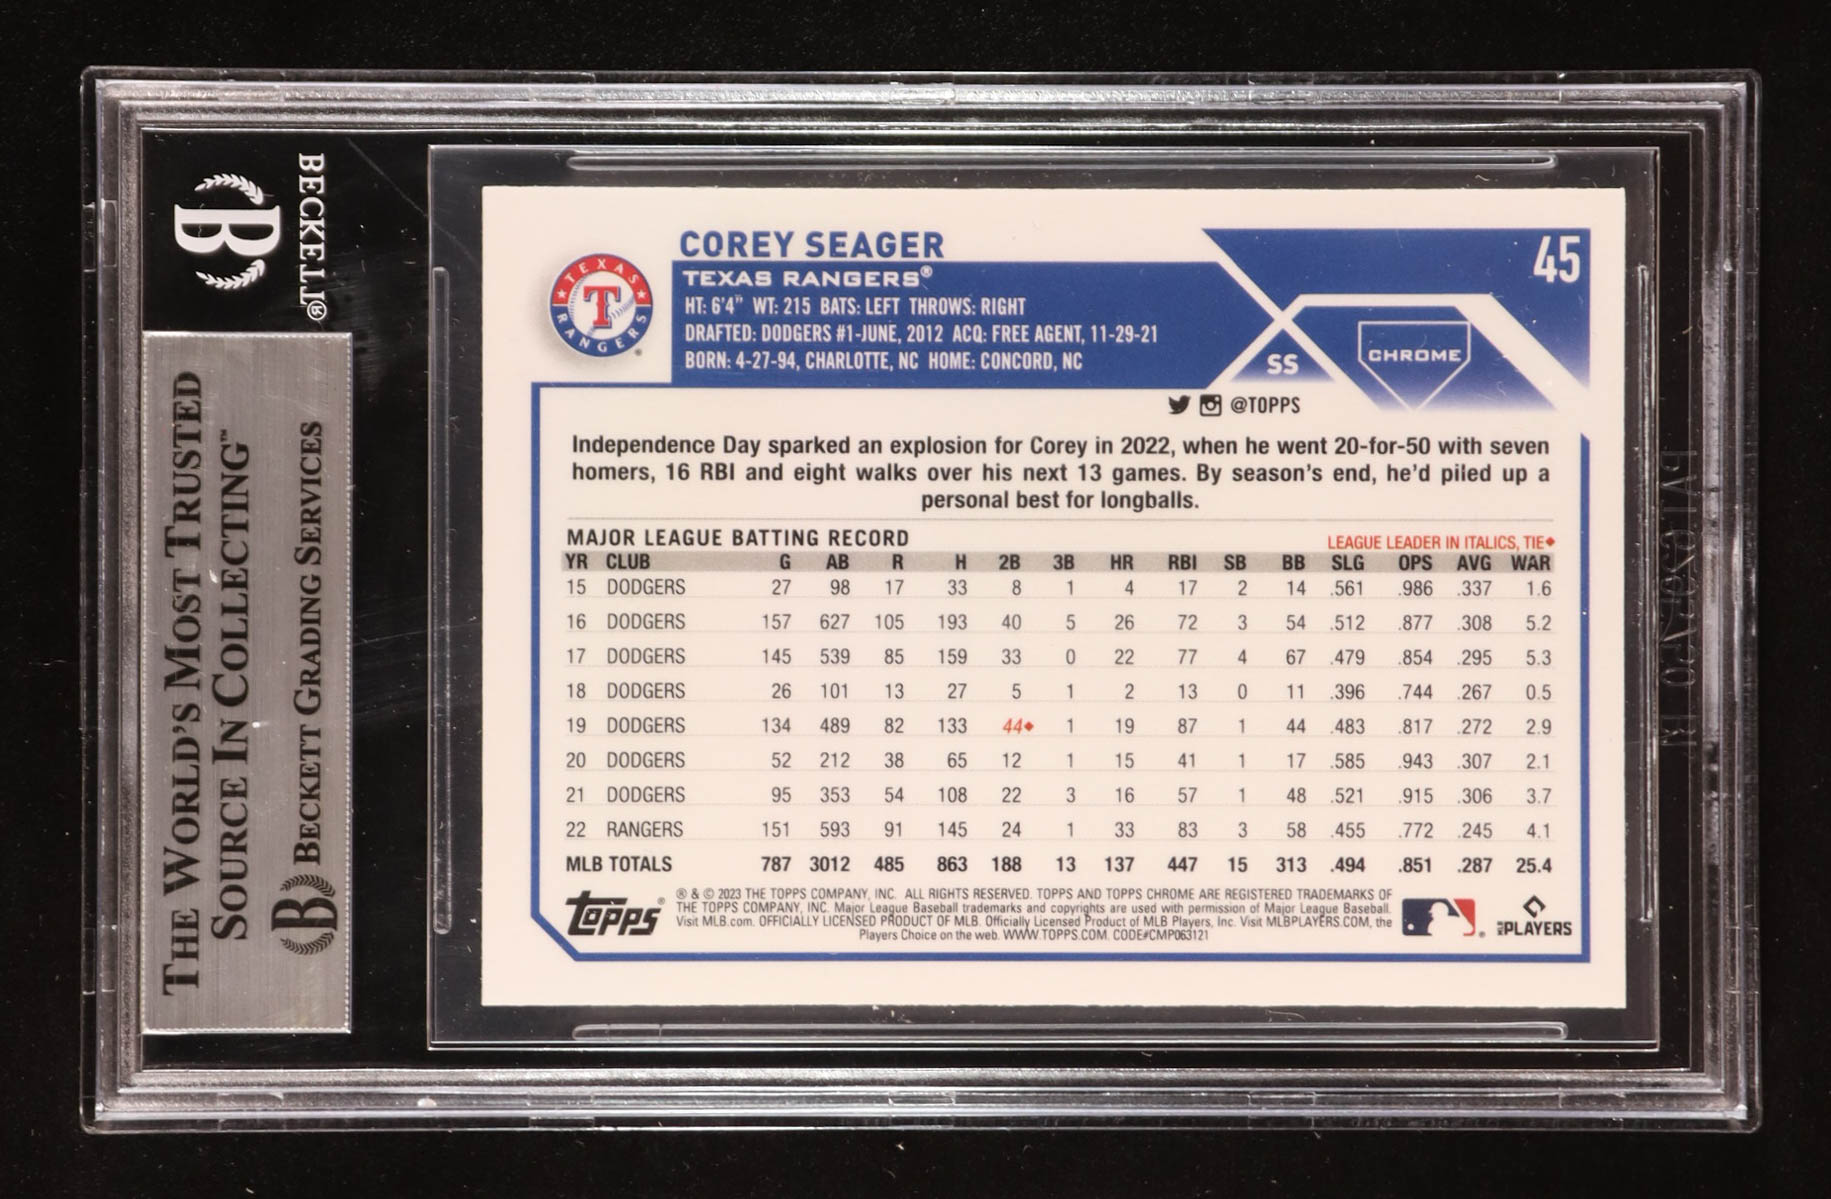 BECKETT®
B
THE WORLD'S MOST TRUSTED
SOURCE IN COLLECTING™
B BECKETT GRADING SERVICES
COREY SEAGER
45
TEXAS RANGERS®
TEXAS
T
RANGERS
HT: 6'4" WT: 215 BATS: LEFT THROWS: RIGHT
DRAFTED: DODGERS #1-JUNE, 2012 ACQ: FREE AGENT, 11-29-21
BORN: 4-27-94, CHARLOTTE, NC HOME: CONCORD, NC
SS
CHROME
@TOPPS
Independence Day sparked an explosion for Corey in 2022, when he went 20-for-50 with seven
homers, 16 RBI and eight walks over his next 13 games. By season's end, he'd piled up a
personal best for longballs.
MAJOR LEAGUE BATTING RECORD
LEAGUE LEADER IN ITALICS, TIE◆
YR CLUB G AB R H 2B 3B HR RBI SB BB SLG OPS AVG WAR
15 DODGERS 27 98 17 33 8 1 4 17 2 14 .561 .986 .337 1.6
16 DODGERS 157 627 105 193 40 5 26 72 3 54 .512 .877 .308 5.2
17 DODGERS 145 539 85 159 33 0 22 77 4 67 .479 .854 .295 5.3
18 DODGERS 26 101 13 27 5 1 2 13 0 11 .396 .744 .267 0.5
19 DODGERS 134 489 82 133 44◆ 1 19 87 1 44 .483 .817 .272 2.9
20 DODGERS 52 212 38 65 12 1 15 41 1 17 .585 .943 .307 2.1
21 DODGERS 95 353 54 108 22 3 16 57 1 48 .521 .915 .306 3.7
22 RANGERS 151 593 91 145 24 1 33 83 3 58 .455 .772 .245 4.1
MLB TOTALS 787 3012 485 863 188 13 137 447 15 313 .494 .851 .287 25.4
topps®
® & © 2023 THE TOPPS COMPANY, INC. ALL RIGHTS RESERVED. TOPPS AND TOPPS CHROME ARE REGISTERED TRADEMARKS OF
THE TOPPS COMPANY, INC. Major League Baseball trademarks and copyrights are used with permission of Major League Baseball.
Visit MLB.com. OFFICIALLY LICENSED PRODUCT OF MLB. Officially Licensed Product of MLB Players, Inc. Visit MLBPLAYERS.COM, the
Players Choice on the web. WWW.TOPPS.COM. CODE#CMP063121
MLB PLAYERS